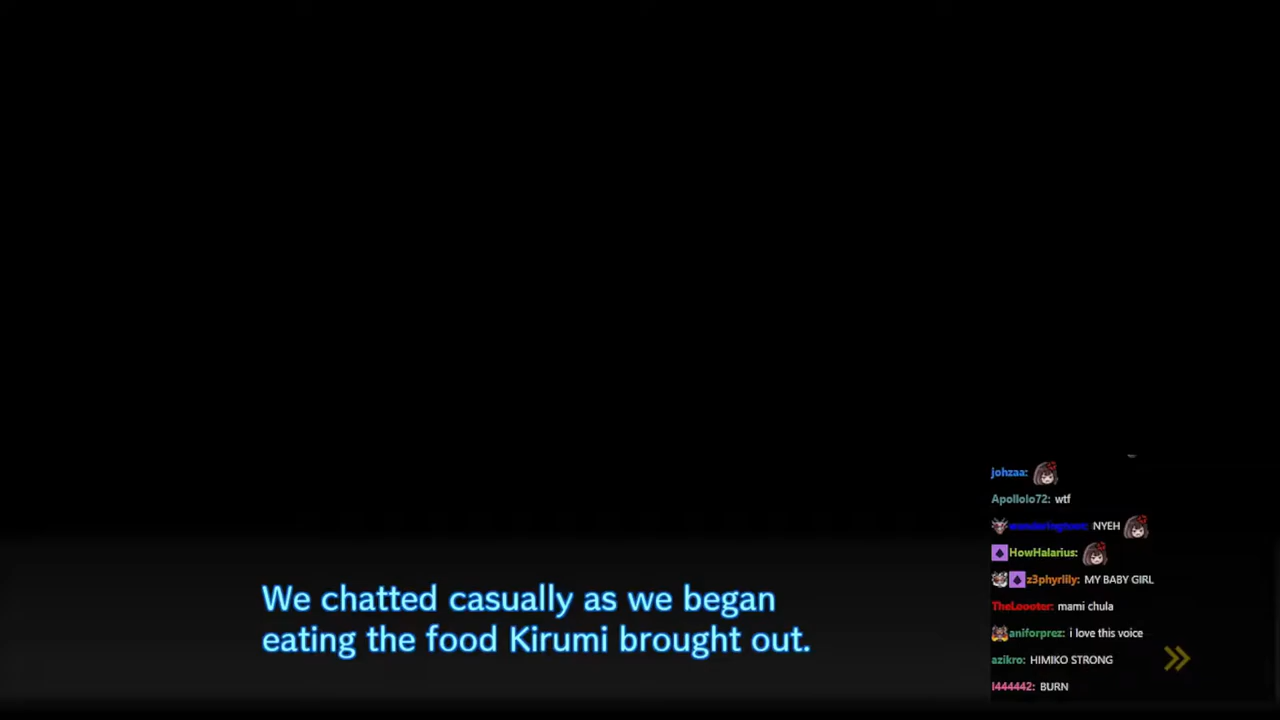 johzaa:
Apollolo72: wtf
NYEH
HowHalarius:
z3phyrlily: MY BABY GIRL
TheLoooter: mami chula
aniforprez: i love this voice
azikro: HIMIKO STRONG
l444442: BURN
We chatted casually as we began
eating the food Kirumi brought out.